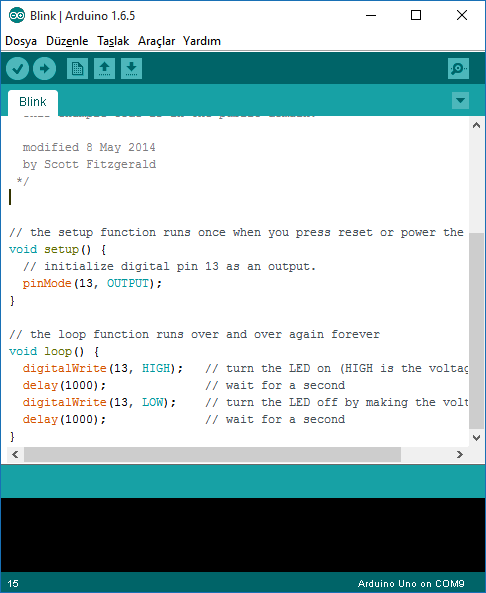 Blink | Arduino 1.6.5
Dosya Düzenle Taslak Araçlar Yardım
Blink
modified 8 May 2014
by Scott Fitzgerald
*/
// the setup function runs once when you press reset or power the
void setup() {
// initialize digital pin 13 as an output.
pinMode(13, OUTPUT);
}
// the loop function runs over and over again forever
void loop() {
digitalWrite(13, HIGH); // turn the LED on (HIGH is the voltag
delay(1000); // wait for a second
digitalWrite(13, LOW); // turn the LED off by making the volt
delay(1000); // wait for a second
}
15 Arduino Uno on COM9